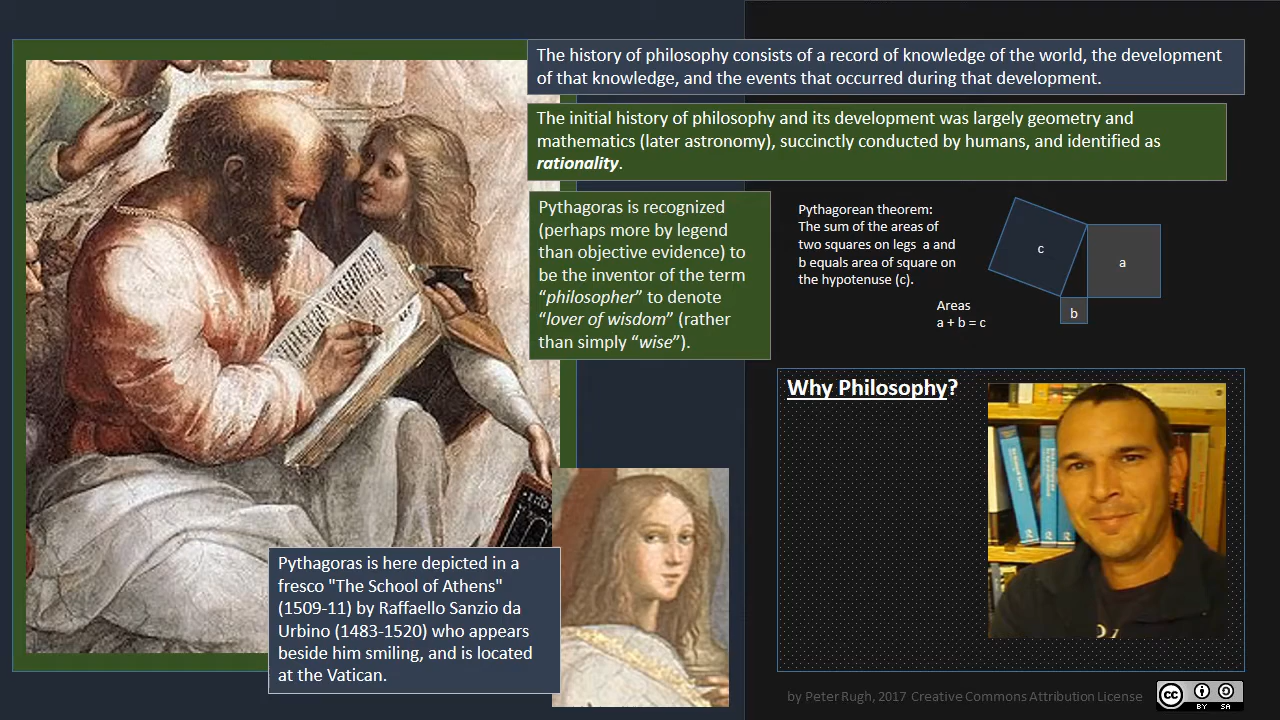 The history of philosophy consists of a record of knowledge of the world, the development
of that knowledge, and the events that occurred during that development.
The initial history of philosophy and its development was largely geometry and
mathematics (later astronomy), succinctly conducted by humans, and identified as
rationality.
Pythagoras is recognized
(perhaps more by legend
than objective evidence) to
be the inventor of the term
“philosopher” to denote
“lover of wisdom” (rather
than simply “wise”).
Pythagorean theorem:
The sum of the areas of
two squares on legs a and
b equals area of square on
the hypotenuse (c).
Areas
a + b = c
c
a
b
Why Philosophy?
Pythagoras is here depicted in a
fresco "The School of Athens"
(1509-11) by Raffaello Sanzio da
Urbino (1483-1520) who appears
beside him smiling, and is located
at the Vatican.
by Peter Rugh, 2017 Creative Commons Attribution License
cc
BY SA